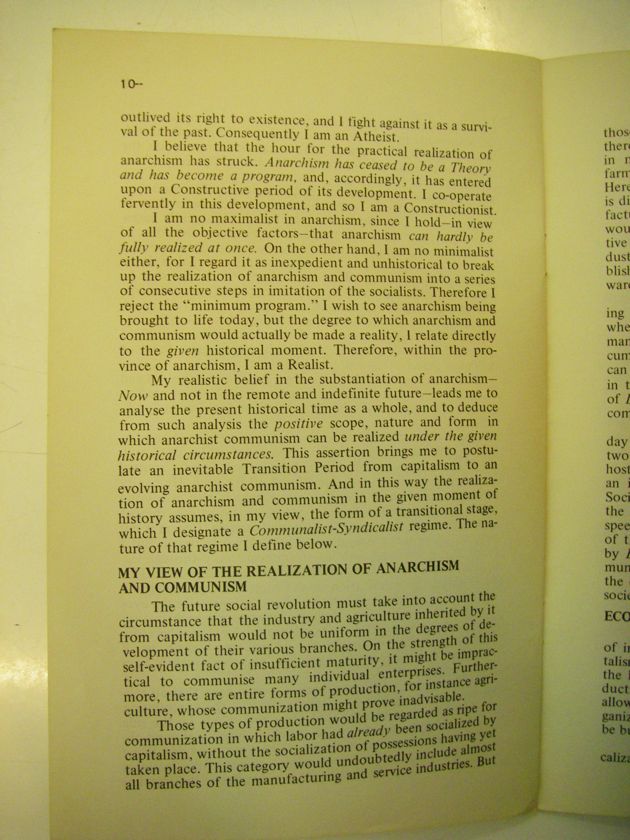 10--
outlived its right to existence, and I fight against it as a survi-
val of the past. Consequently I am an Atheist.
I believe that the hour for the practical realization of
anarchism has struck. Anarchism has ceased to be a Theory
and has become a program, and, accordingly, it has entered
upon a Constructive period of its development. I co-operate
fervently in this development, and so I am a Constructionist.
I am no maximalist in anarchism, since I hold—in view
of all the objective factors—that anarchism can hardly be
fully realized at once. On the other hand, I am no minimalist
either, for I regard it as inexpedient and unhistorical to break
up the realization of anarchism and communism into a series
of consecutive steps in imitation of the socialists. Therefore I
reject the "minimum program." I wish to see anarchism being
brought to life today, but the degree to which anarchism and
communism would actually be made a reality, I relate directly
to the given historical moment. Therefore, within the pro-
vince of anarchism, I am a Realist.
My realistic belief in the substantiation of anarchism—
Now and not in the remote and indefinite future—leads me to
analyse the present historical time as a whole, and to deduce
from such analysis the positive scope, nature and form in
which anarchist communism can be realized under the given
historical circumstances. This assertion brings me to postu-
late an inevitable Transition Period from capitalism to an
evolving anarchist communism. And in this way the realiza-
tion of anarchism and communism in the given moment of
history assumes, in my view, the form of a transitional stage,
which I designate a Communalist-Syndicalist regime. The na-
ture of that regime I define below.
MY VIEW OF THE REALIZATION OF ANARCHISM
AND COMMUNISM
The future social revolution must take into account the
circumstance that the industry and agriculture inherited by it
from capitalism would not be uniform in the degrees of de-
velopment of their various branches. On the strength of this
self-evident fact of insufficient maturity, it might be imprac-
tical to communise many individual enterprises. Further-
more, there are entire forms of production, for instance agri-
culture, whose communization might prove inadvisable.
Those types of production would be regarded as ripe for
communization in which labor had already been socialized by
capitalism, without the socialization of possessions having yet
taken place. This category would undoubtedly include almost
all branches of the manufacturing and service industries. But